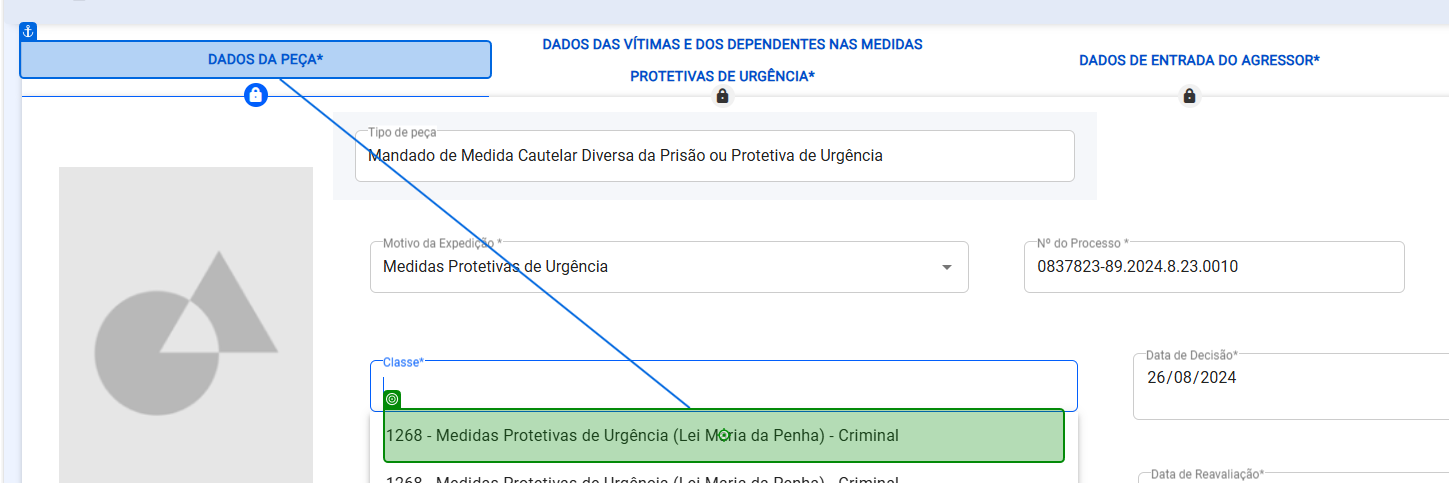 DADOS DA PEÇA*
DADOS DAS VÍTIMAS E DOS DEPENDENTES NAS MEDIDAS
PROTETIVAS DE URGÊNCIA*
DADOS DE ENTRADA DO AGRESSOR*
Tipo de peça
Mandado de Medida Cautelar Diversa da Prisão ou Protetiva de Urgência
Motivo da Expedição *
Medidas Protetivas de Urgência
Nº do Processo *
0837823-89.2024.8.23.0010
Classe*
Data de Decisão*
26/08/2024
1268 - Medidas Protetivas de Urgência (Lei Maria da Penha) - Criminal
1268 - Medidas Protetivas de Urgência (Lei Maria da Penha) - Criminal
Data de Reavaliação*